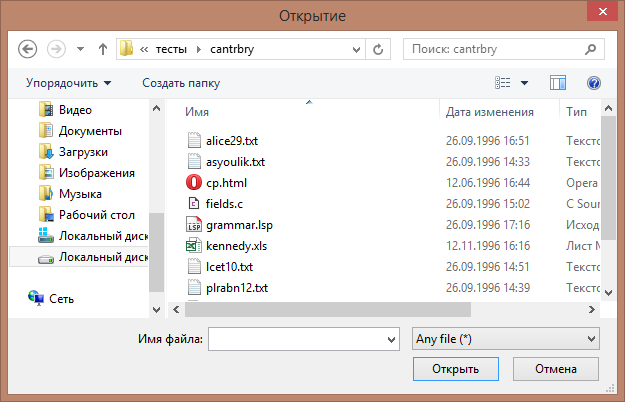 Открытие
« тесты cantrbry
Поиск: cantrbry
Упорядочить Создать папку
Видео
Документы
Загрузки
Изображения
Музыка
Рабочий стол
Локальный диск
Локальный диск
Сеть
Имя Дата изменения Тип
alice29.txt 26.09.1996 16:51 Тексто
asyoulik.txt 26.09.1996 14:33 Тексто
cp.html 12.06.1996 16:44 Opera
fields.c 26.09.1996 15:02 C Sour
grammar.lsp 26.09.1996 17:16 Исход
kennedy.xls 12.11.1996 16:16 Лист M
lcet10.txt 26.09.1996 14:51 Тексто
plrabn12.txt 26.09.1996 14:39 Тексто
Имя файла:
Any file (*)
Открыть Отмена